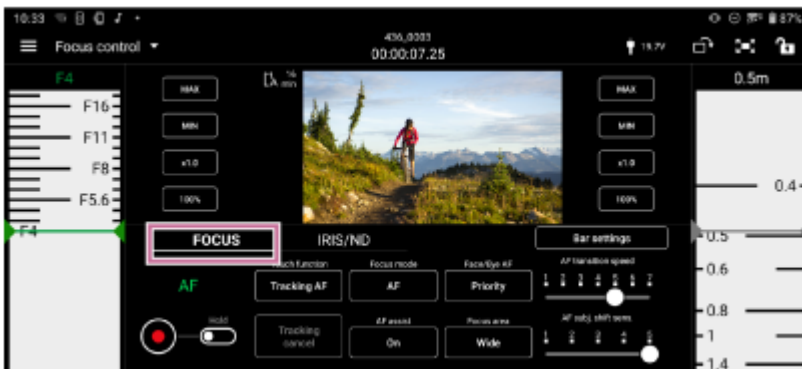 10:33
87%
Focus control
436_0003
00:00:07.25
19.7V
F4
0.5m
MAX
MAX
F16
MIN
MIN
F11
x1.0
x1.0
F8
0.4
100%
100%
F5.6
F4
FOCUS
IRIS/ND
Bar settings
0.5
Touch function
Focus mode
Face/Eye AF
AF transition speed
AF
Tracking AF
AF
Priority
1 2 3 4 5 6 7
0.6
Hold
AF assist
Focus area
AF subj. shift sens.
0.8
Tracking
cancel
On
Wide
1 2 3 4 5
1
1.4